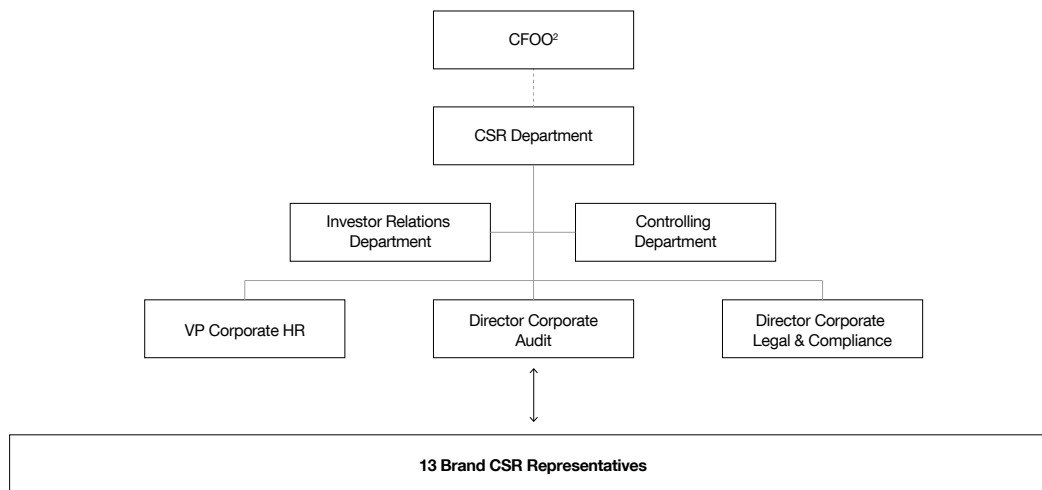 CFOO²
CSR Department
Investor Relations
Department
Controlling
Department
VP Corporate HR
Director Corporate
Audit
Director Corporate
Legal & Compliance
13 Brand CSR Representatives